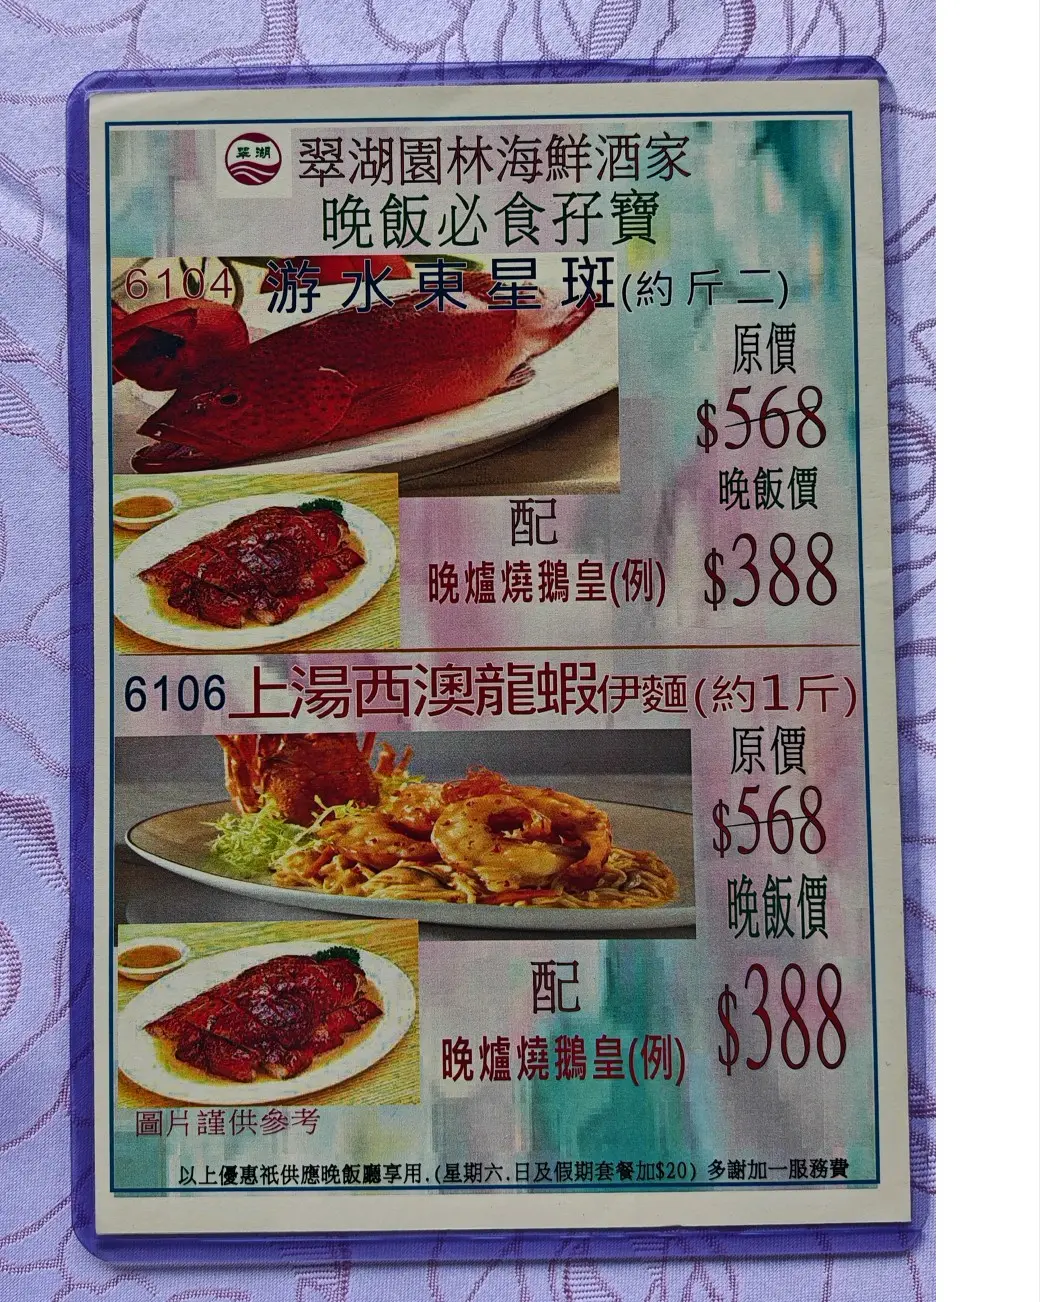 翠湖
翠湖園林海鮮酒家
晚飯必食孖寶
6104 游水東星斑(約斤二)
原價
$568
晚飯價
$388
配
晚爐燒鵝皇(例)
6106 上湯西澳龍蝦伊麵(約1斤)
原價
$568
晚飯價
$388
配
晚爐燒鵝皇(例)
圖片謹供參考
以上優惠祇供應晚飯廳享用.(星期六.日及假期套餐加$20) 多謝加一服務費